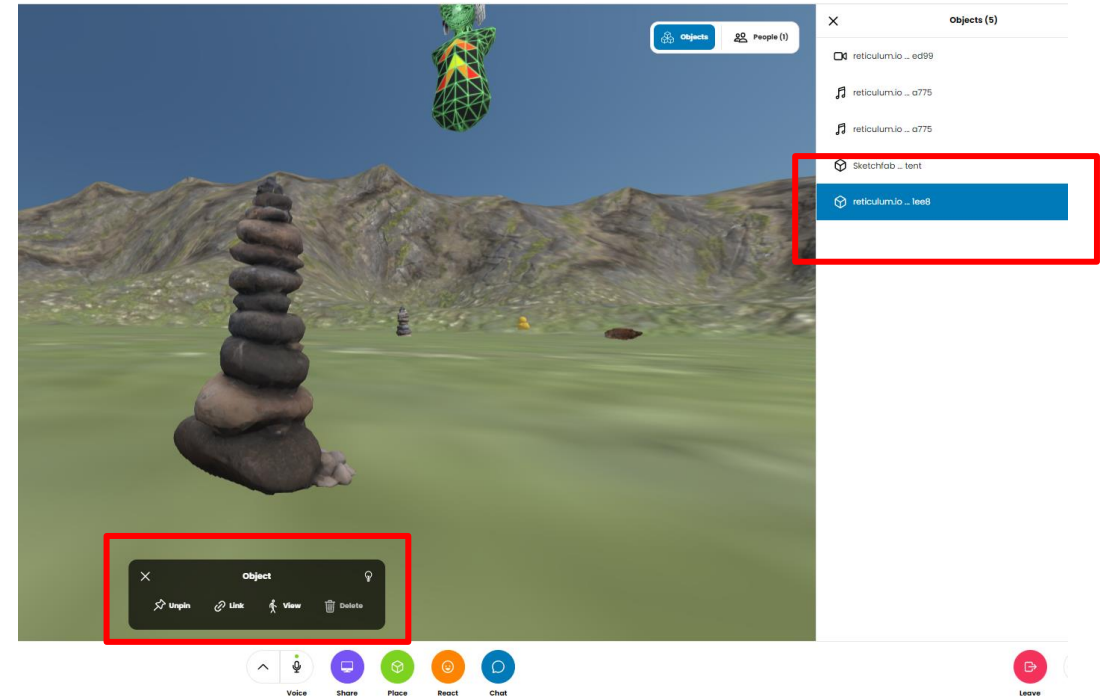 Objects
People (1)
Objects (5)
reticulum.io ... ed99
reticulum.io ... a775
reticulum.io ... a775
Sketchfab ... tent
reticulum.io ... 1ee8
Object
Unpin
Link
View
Delete
Voice
Share
Place
React
Chat
Leave